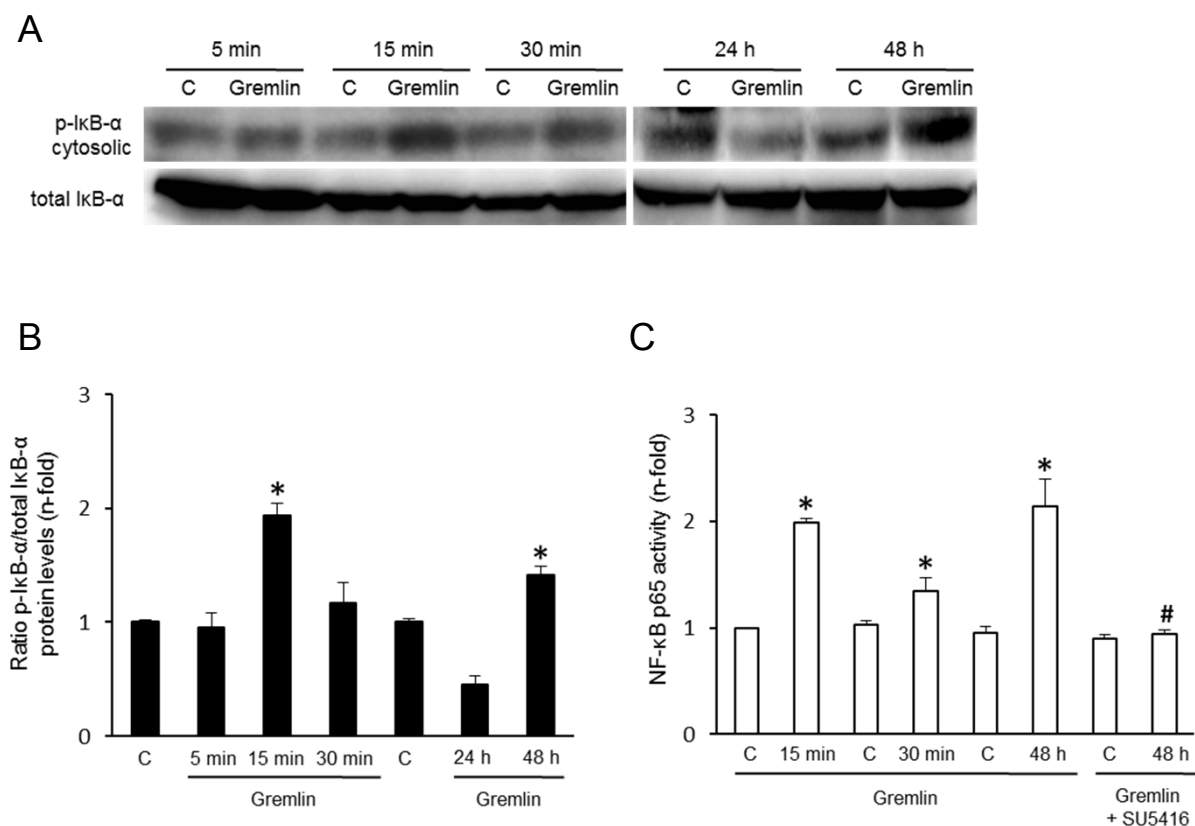 A
5 min 15 min 30 min 24 h 48 h
C Gremlin C Gremlin C Gremlin C Gremlin C Gremlin
p-IκB-α
cytosolic
total IκB-α
B
Ratio p-IκB-α/total IκB-α
protein levels (n-fold)
3
2
1
0
*
*
C 5 min 15 min 30 min C 24 h 48 h
Gremlin Gremlin
C
NF-κB p65 activity (n-fold)
3
2
1
0
*
*
*
#
C 15 min C 30 min C 48 h C 48 h
Gremlin Gremlin
+ SU5416